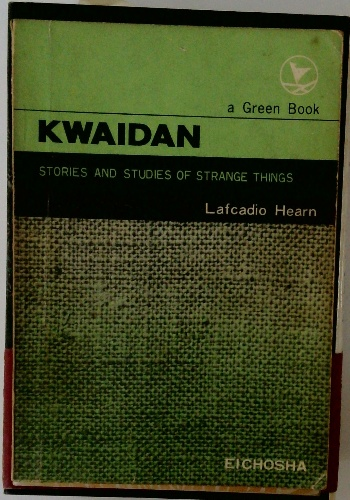 a Green Book
KWAIDAN
STORIES AND STUDIES OF STRANGE THINGS
Lafcadio Hearn
EICHOSHA